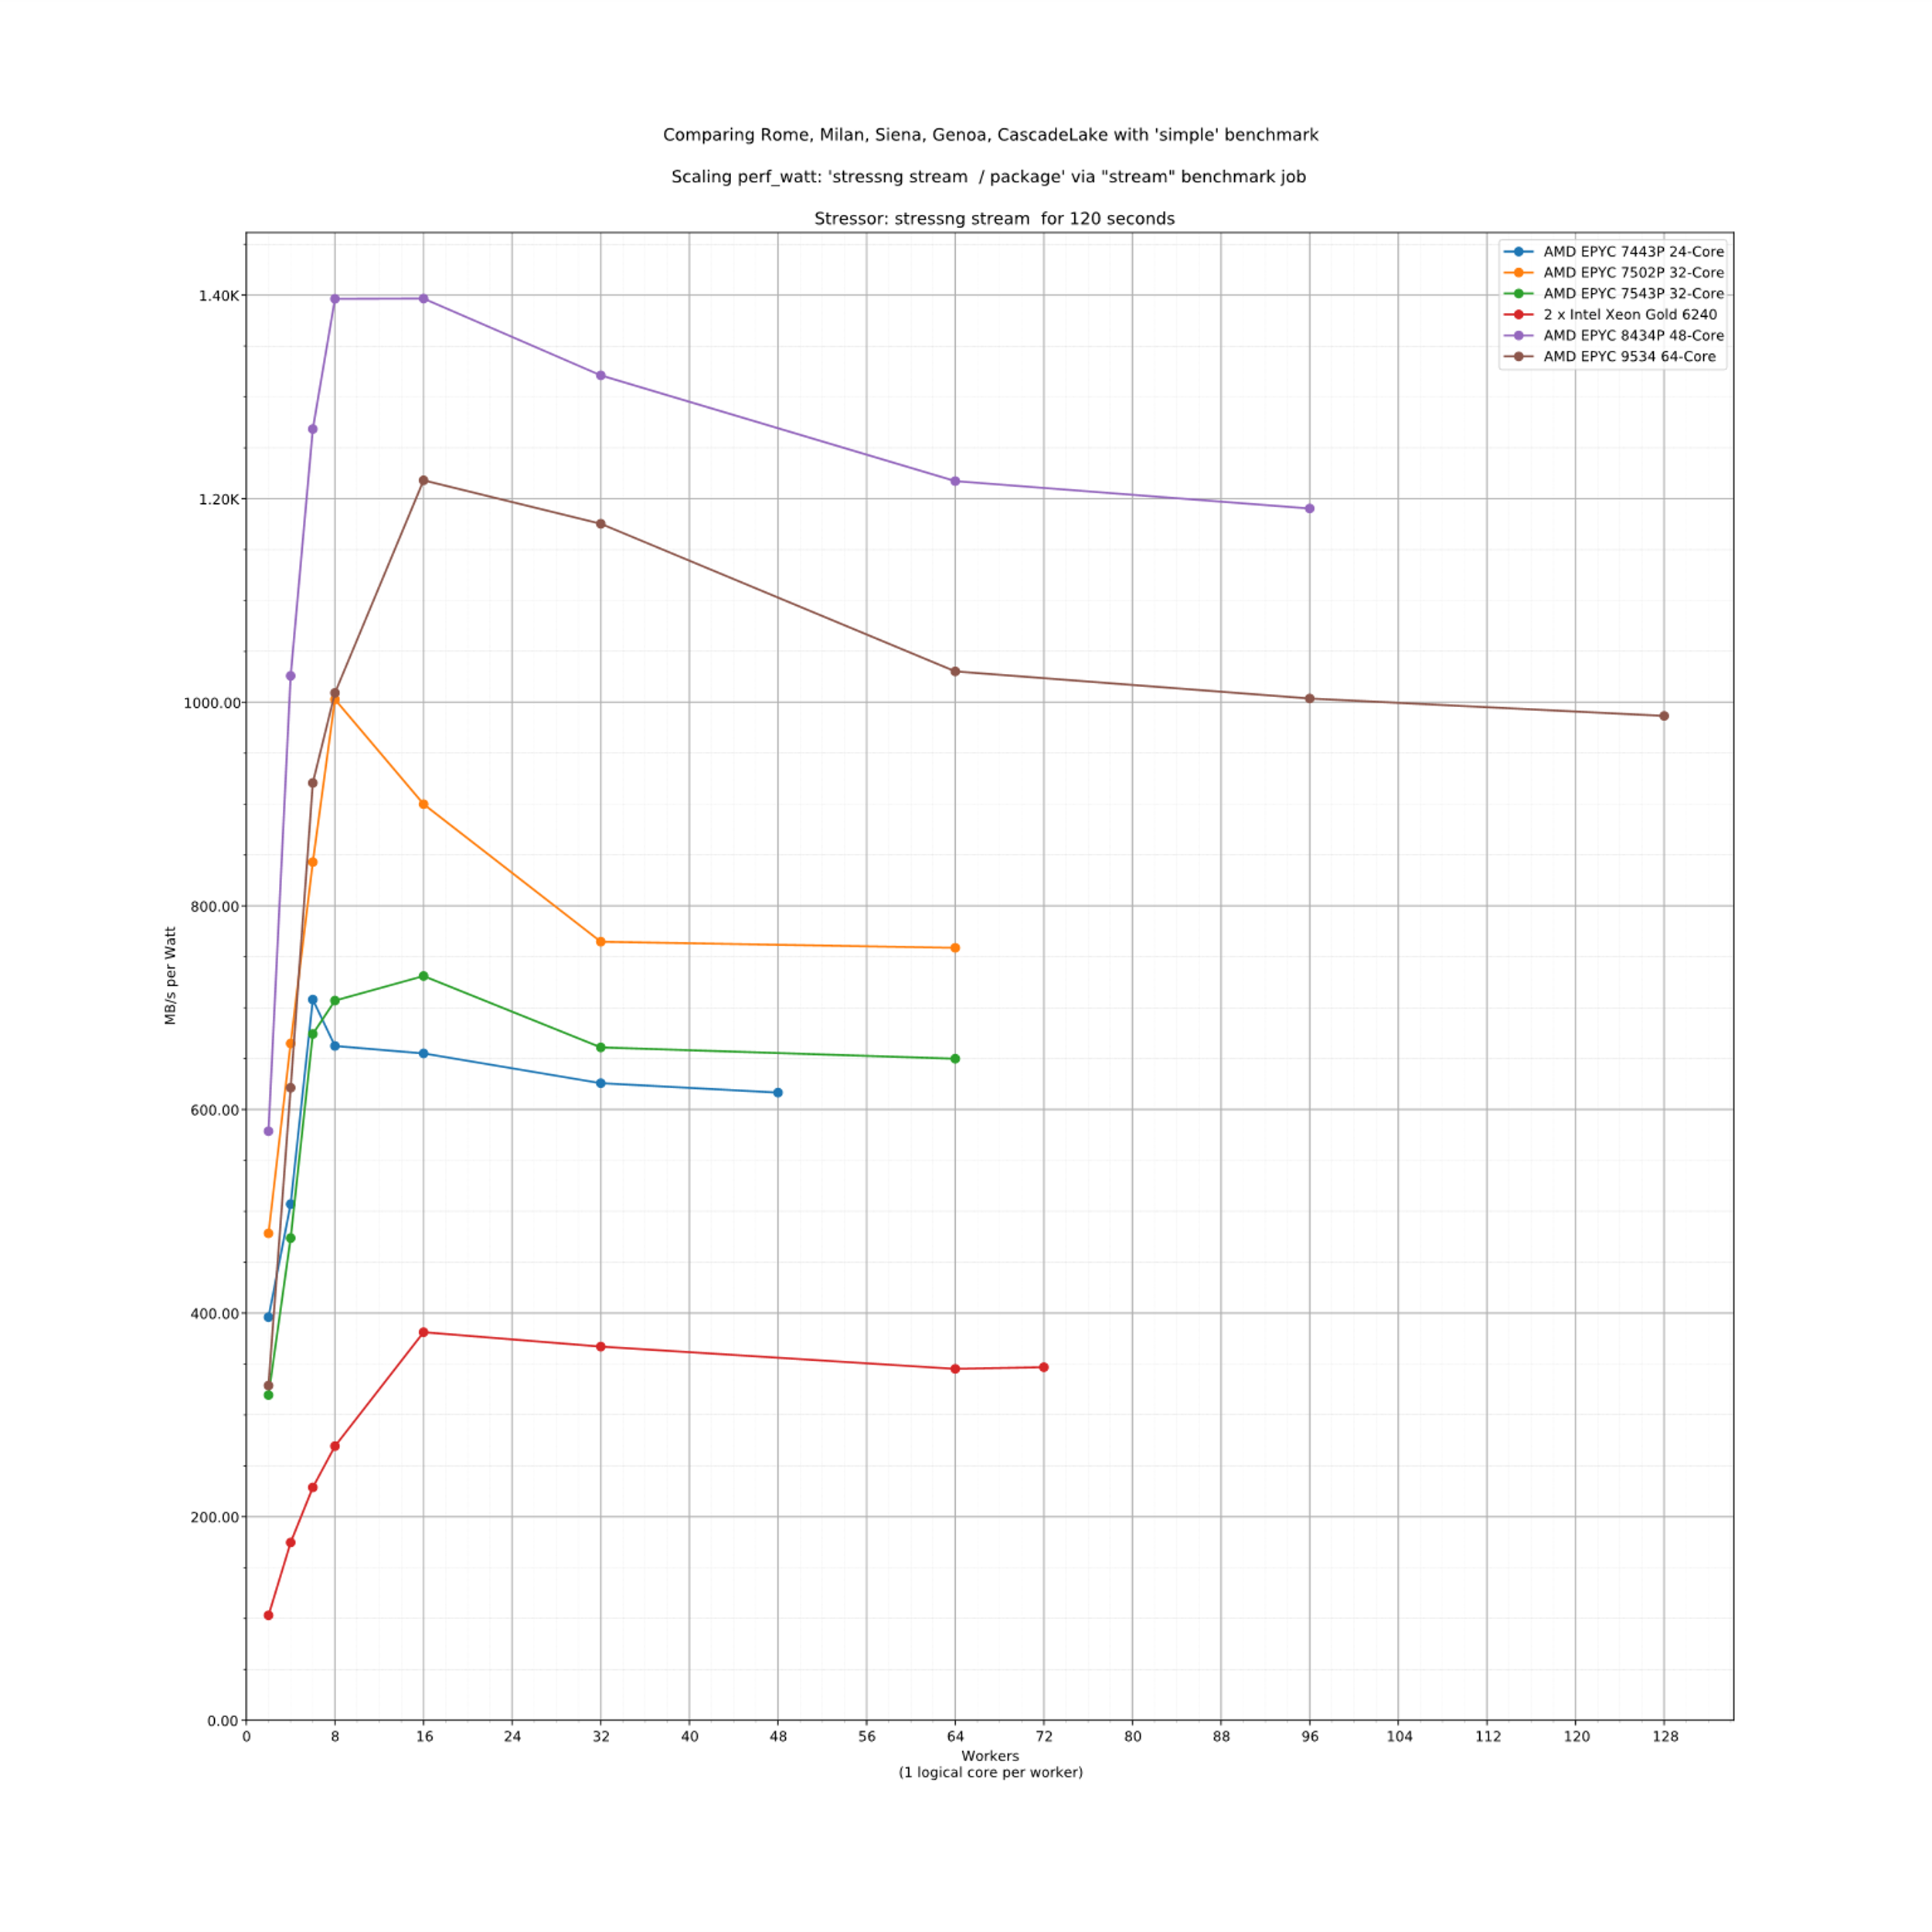 Comparing Rome, Milan, Siena, Genoa, CascadeLake with 'simple' benchmark
Scaling perf_watt: 'stressng stream  / package' via "stream" benchmark job
Stressor: stressng stream  for 120 seconds
AMD EPYC 7443P 24-Core
AMD EPYC 7502P 32-Core
AMD EPYC 7543P 32-Core
2 x Intel Xeon Gold 6240
AMD EPYC 8434P 48-Core
AMD EPYC 9534 64-Core
1.40K
1.20K
1000.00
800.00
600.00
400.00
200.00
0.00
MB/s per Watt
0 8 16 24 32 40 48 56 64 72 80 88 96 104 112 120 128
Workers
(1 logical core per worker)